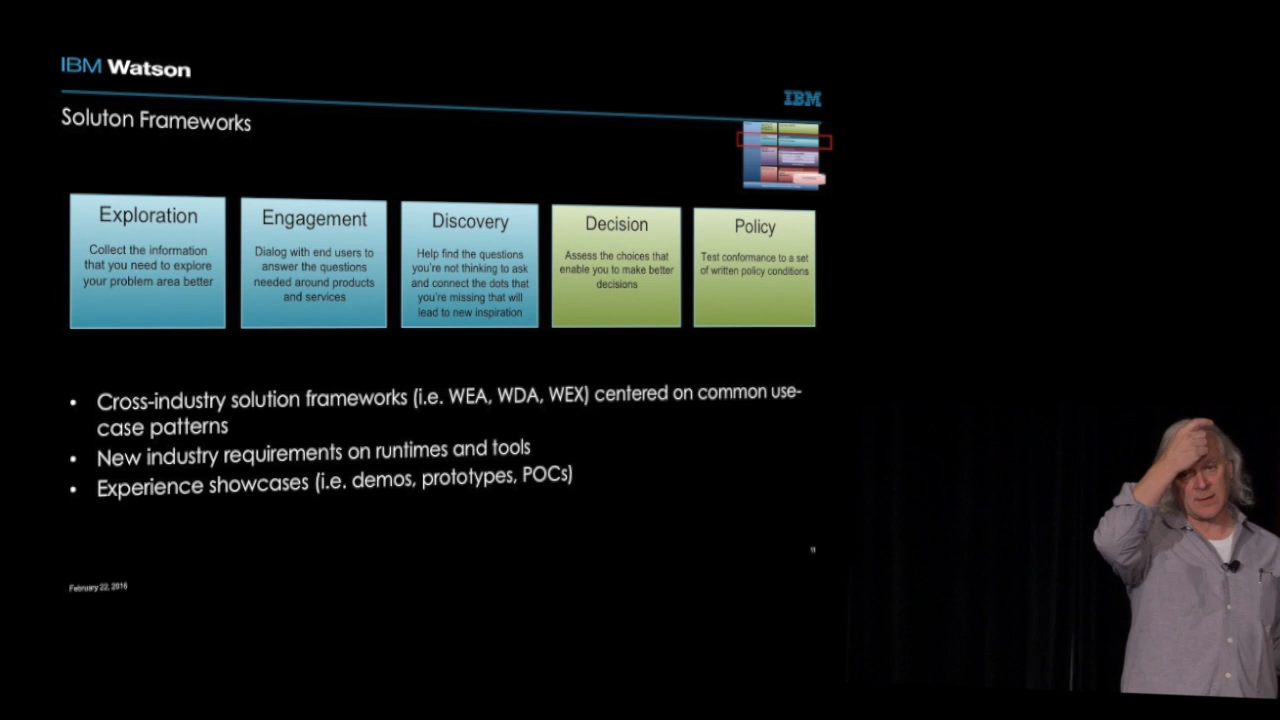 IBM Watson
IBM
Soluton Frameworks
Exploration
Collect the information
that you need to explore
your problem area better
Engagement
Dialog with end users to
answer the questions
needed around products
and services
Discovery
Help find the questions
you're not thinking to ask
and connect the dots that
you're missing that will
lead to new inspiration
Decision
Assess the choices that
enable you to make better
decisions
Policy
Test conformance to a set
of written policy conditions
• Cross-industry solution frameworks (i.e. WEA, WDA, WEX) centered on common use-
case patterns
• New industry requirements on runtimes and tools
• Experience showcases (i.e. demos, prototypes, POCs)
11
February 22, 2016